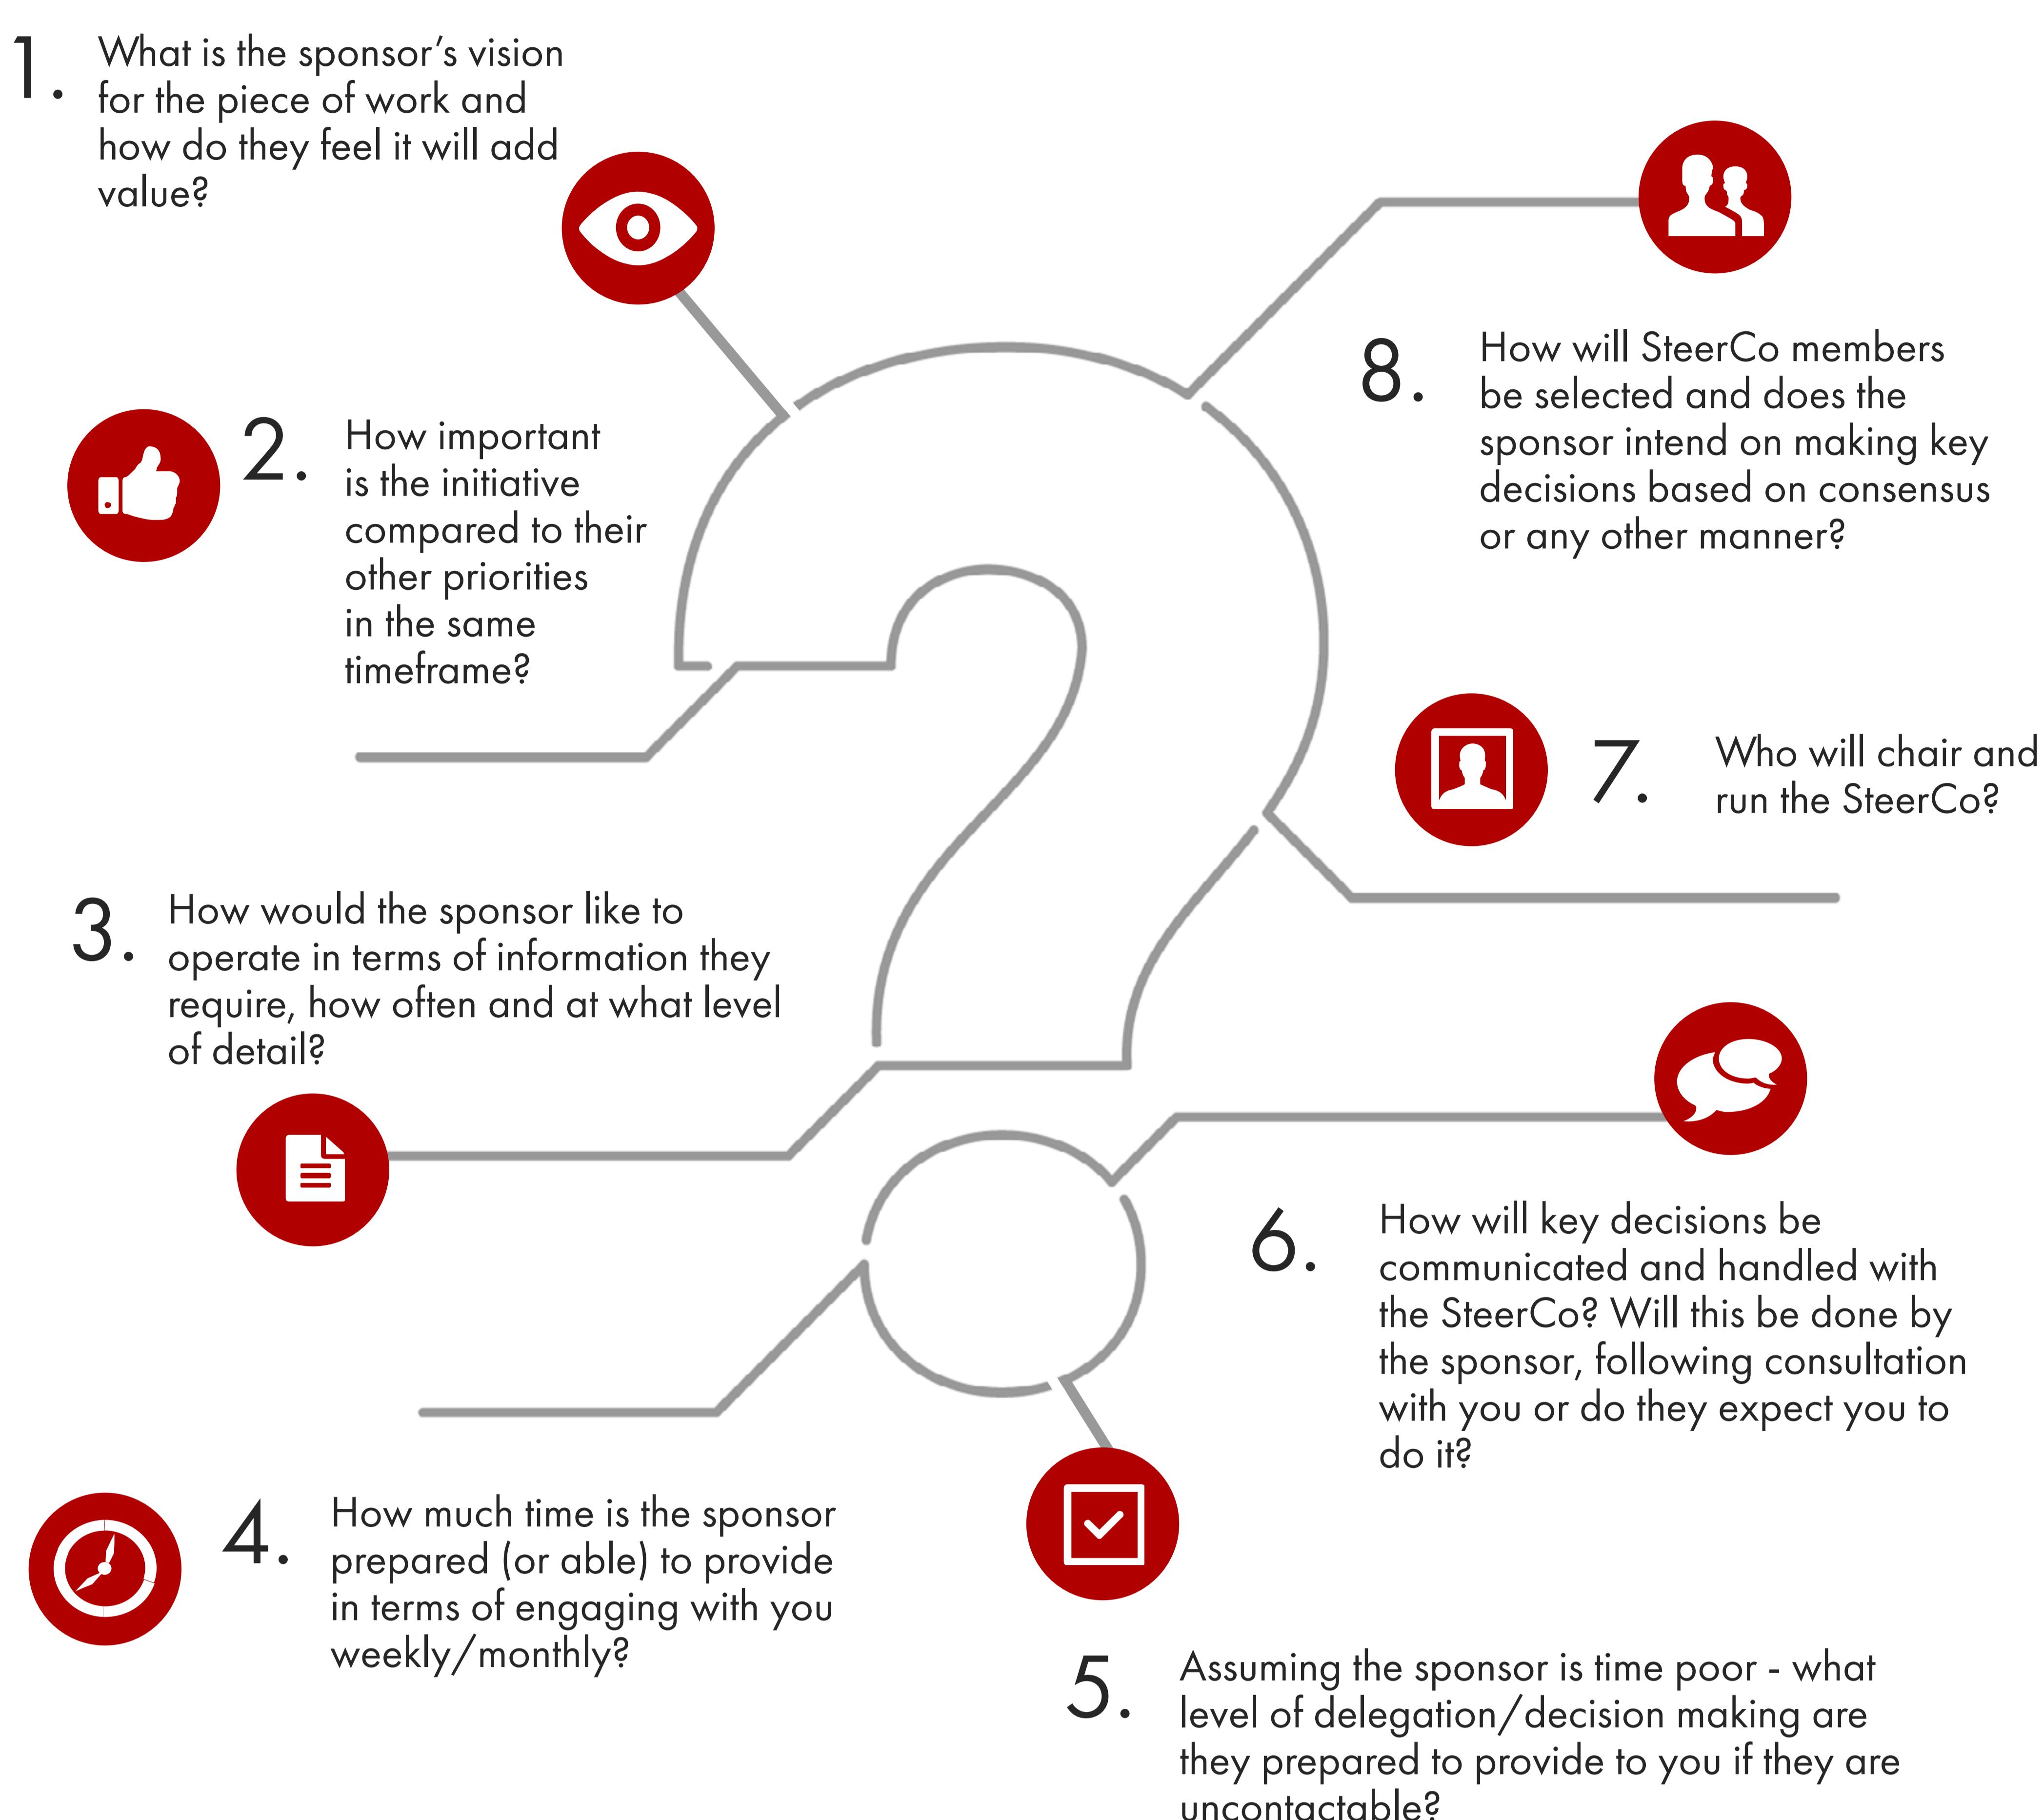 1.
What is the sponsor's vision
for the piece of work and
how do they feel it will add
value?
2.
How important
is the initiative
compared to their
other priorities
in the same
timeframe?
3.
How would the sponsor like to
operate in terms of information they
require, how often and at what level
of detail?
4.
How much time is the sponsor
prepared (or able) to provide
in terms of engaging with you
weekly/monthly?
5.
Assuming the sponsor is time poor - what
level of delegation/decision making are
they prepared to provide to you if they are
uncontactable?
6.
How will key decisions be
communicated and handled with
the SteerCo? Will this be done by
the sponsor, following consultation
with you or do they expect you to
do it?
7.
Who will chair and
run the SteerCo?
8.
How will SteerCo members
be selected and does the
sponsor intend on making key
decisions based on consensus
or any other manner?